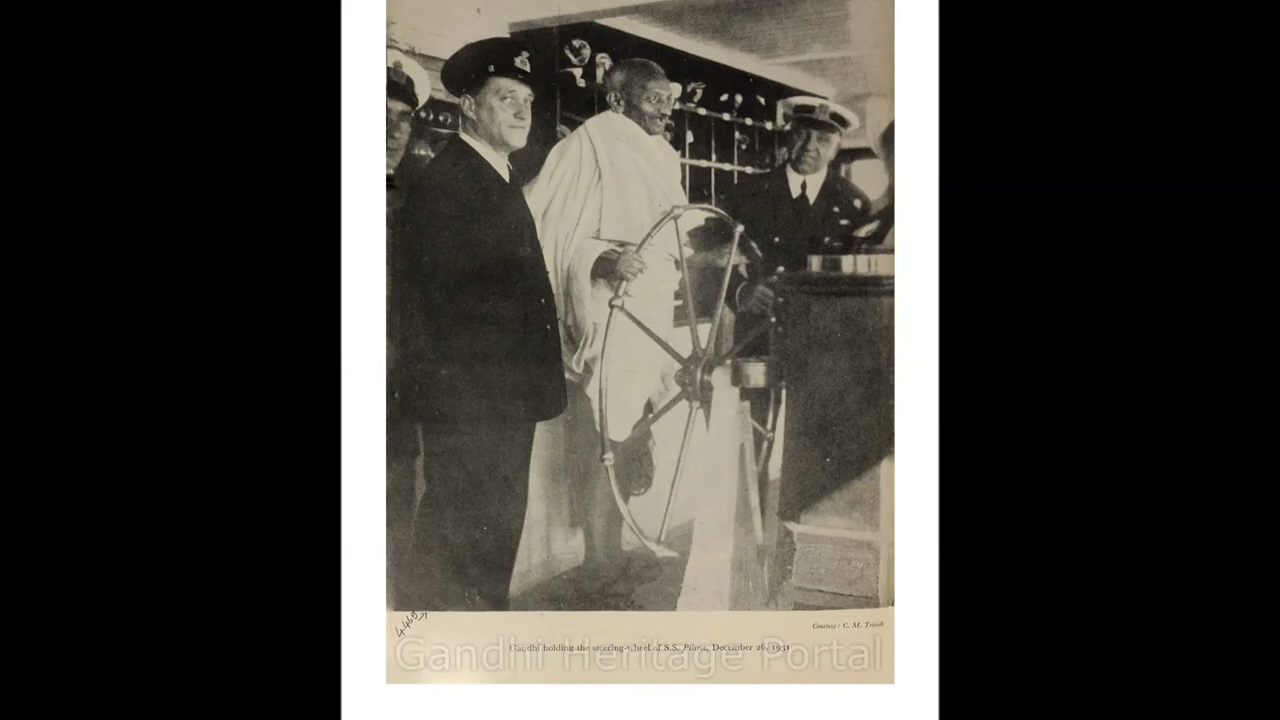 Courtesy: C. M. Trivedi
Gandhi holding the steering-wheel of S.S. Pilsna, December 26, 1931
Gandhi Heritage Portal